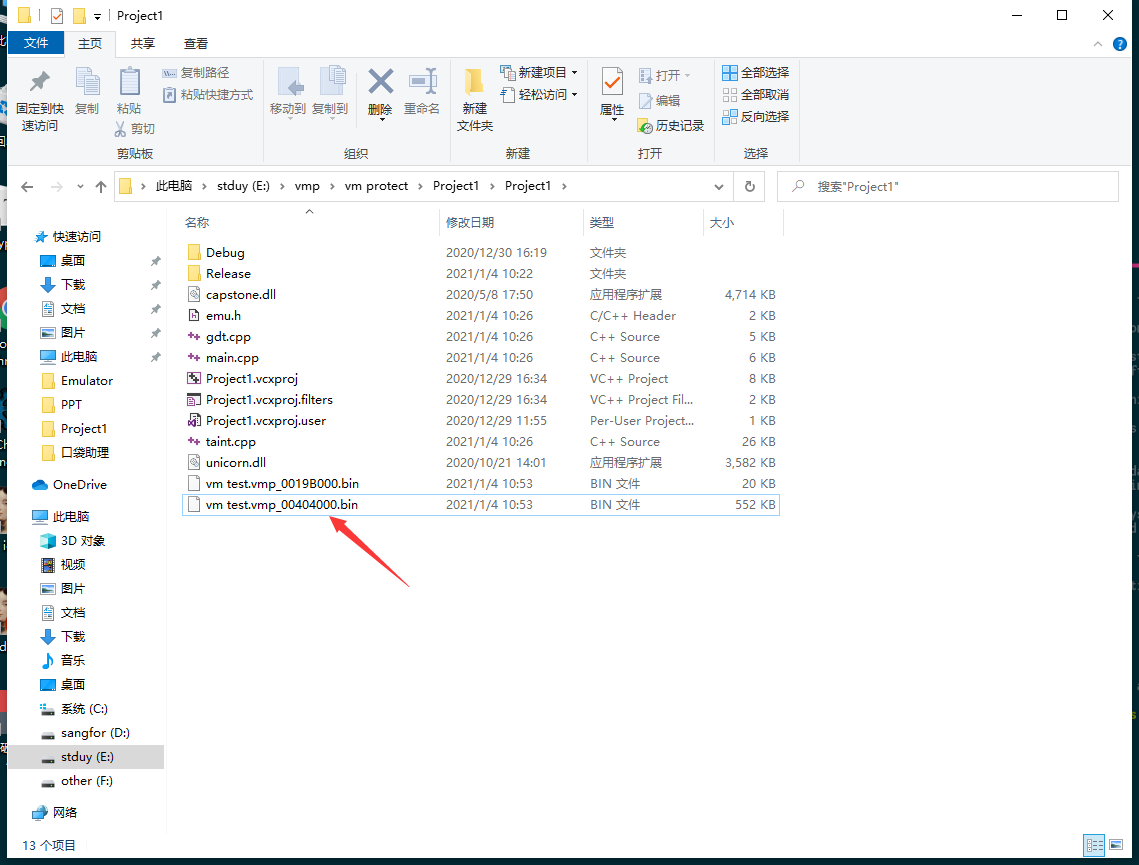 Project1
文件 主页 共享 查看
固定到快速访问
复制
粘贴
复制路径
粘贴快捷方式
剪切
剪贴板
移动到
复制到
删除
重命名
组织
新建文件夹
新建项目
轻松访问
新建
属性
打开
编辑
历史记录
打开
全部选择
全部取消
反向选择
选择
此电脑 stduy (E:) vmp vm protect Project1 Project1
搜索"Project1"
快速访问
桌面
下载
文档
图片
此电脑
Emulator
PPT
Project1
口袋助理
OneDrive
此电脑
3D 对象
视频
图片
文档
下载
音乐
桌面
系统 (C:)
sangfor (D:)
stduy (E:)
other (F:)
网络
名称 修改日期 类型 大小
Debug 2020/12/30 16:19 文件夹
Release 2021/1/4 10:22 文件夹
capstone.dll 2020/5/8 17:50 应用程序扩展 4,714 KB
emu.h 2021/1/4 10:26 C/C++ Header 2 KB
gdt.cpp 2021/1/4 10:26 C++ Source 5 KB
main.cpp 2021/1/4 10:26 C++ Source 6 KB
Project1.vcxproj 2020/12/29 16:34 VC++ Project 8 KB
Project1.vcxproj.filters 2020/12/29 16:34 VC++ Project Fil... 2 KB
Project1.vcxproj.user 2020/12/29 11:55 Per-User Project... 1 KB
taint.cpp 2021/1/4 10:26 C++ Source 26 KB
unicorn.dll 2020/10/21 14:01 应用程序扩展 3,582 KB
vm test.vmp_0019B000.bin 2021/1/4 10:53 BIN 文件 20 KB
vm test.vmp_00404000.bin 2021/1/4 10:53 BIN 文件 552 KB
13 个项目